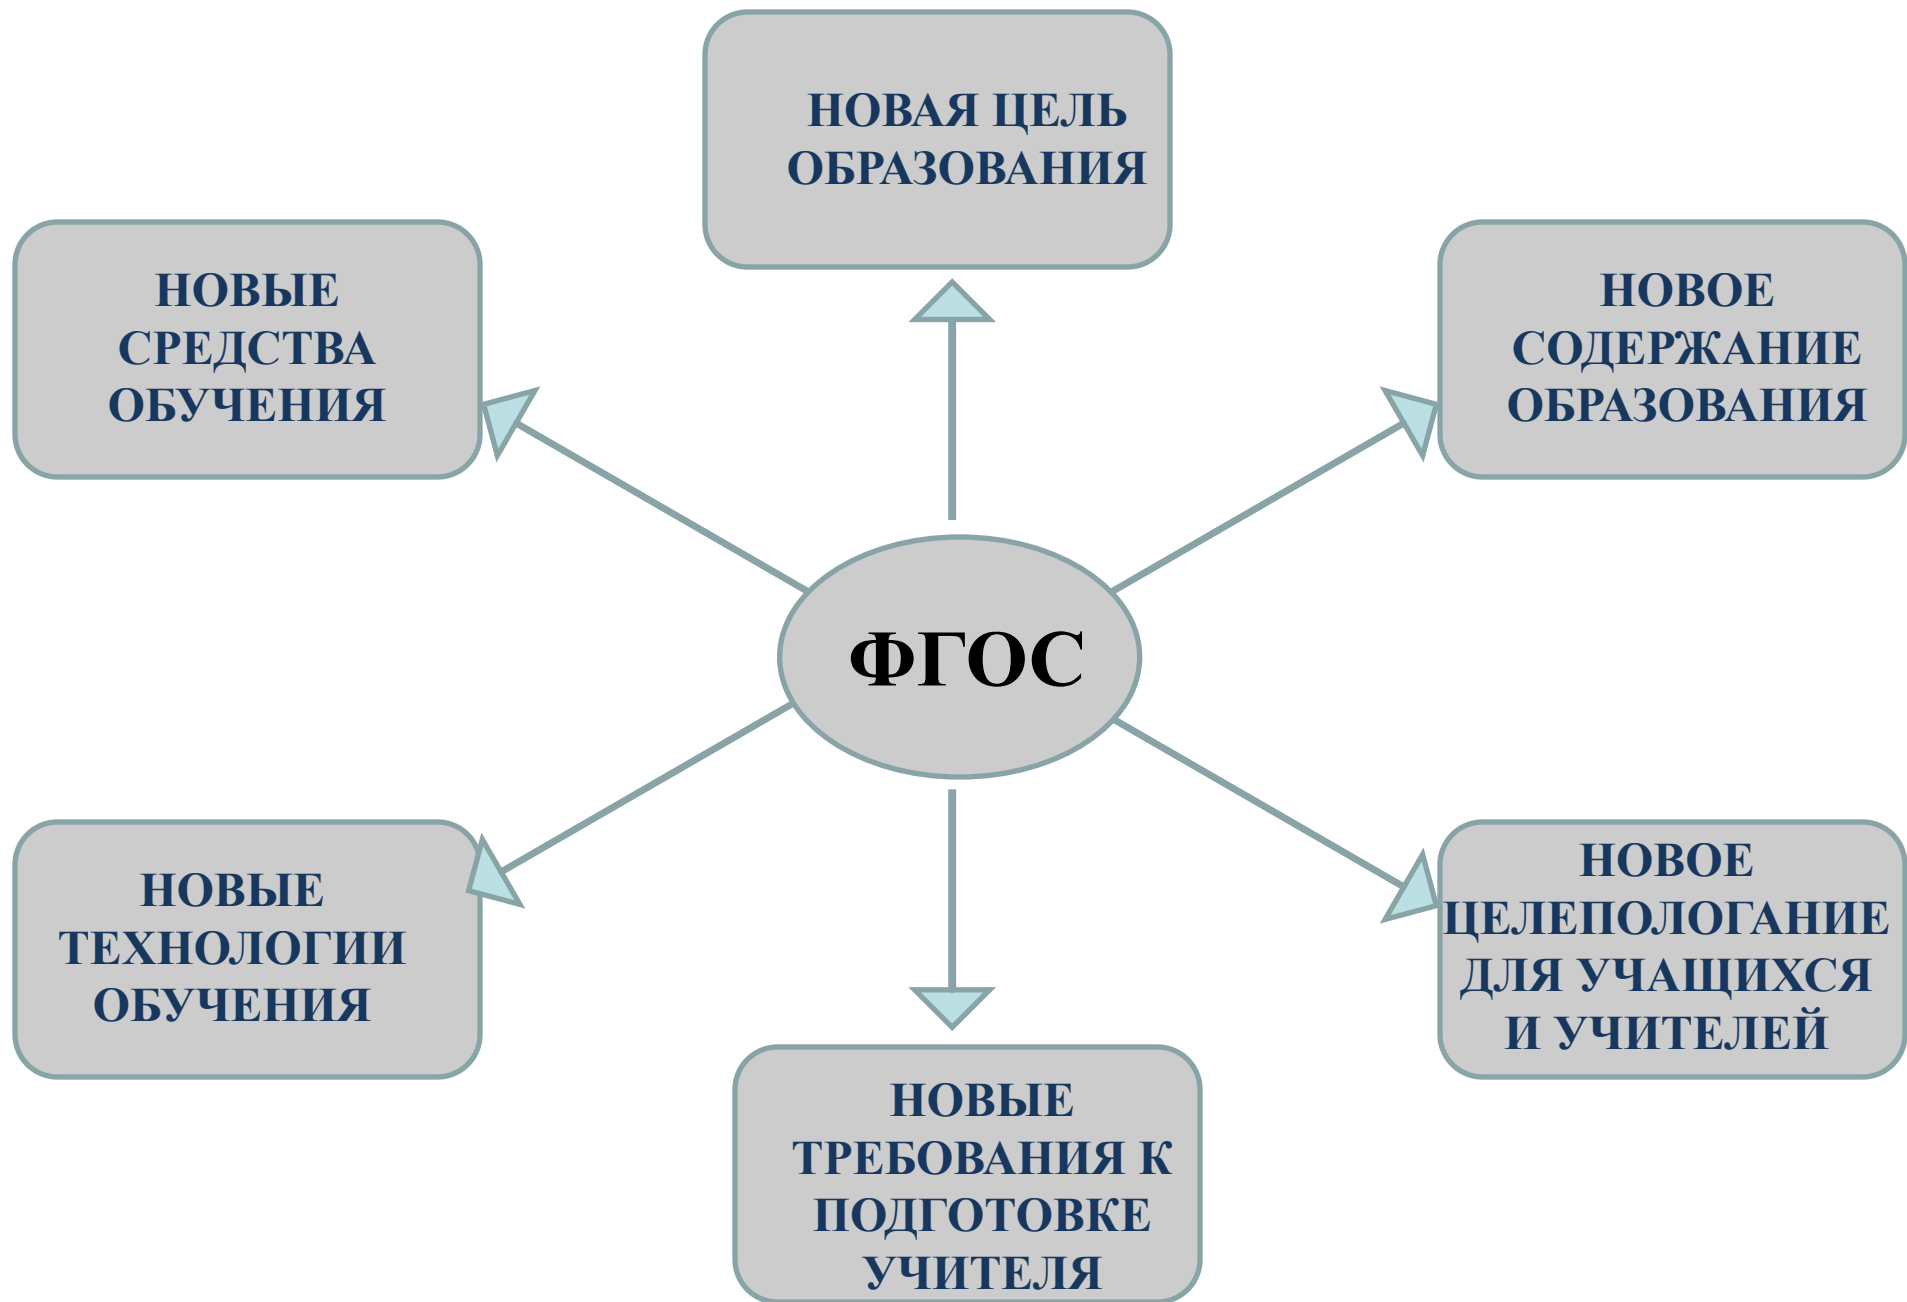 НОВАЯ ЦЕЛЬ
ОБРАЗОВАНИЯ
НОВЫЕ
СРЕДСТВА
ОБУЧЕНИЯ
НОВОЕ
СОДЕРЖАНИЕ
ОБРАЗОВАНИЯ
ФГОС
НОВЫЕ
ТЕХНОЛОГИИ
ОБУЧЕНИЯ
НОВОЕ
ЦЕЛЕПОЛОГАНИЕ
ДЛЯ УЧАЩИХСЯ
И УЧИТЕЛЕЙ
НОВЫЕ
ТРЕБОВАНИЯ К
ПОДГОТОВКЕ
УЧИТЕЛЯ